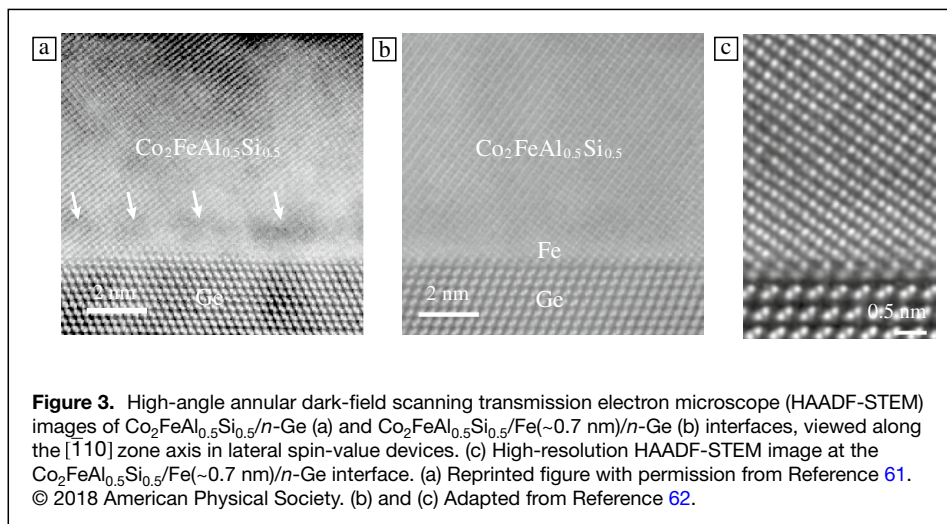 a
b
c
Co₂FeAl₀.₅Si₀.₅
Co₂FeAl₀.₅Si₀.₅
Fe
Ge
Ge
2 nm
2 nm
0.5 nm
Figure 3. High-angle annular dark-field scanning transmission electron microscope (HAADF-STEM)
images of Co₂FeAl₀.₅Si₀.₅/n-Ge (a) and Co₂FeAl₀.₅Si₀.₅/Fe(~0.7 nm)/n-Ge (b) interfaces, viewed along
the [1̅10] zone axis in lateral spin-value devices. (c) High-resolution HAADF-STEM image at the
Co₂FeAl₀.₅Si₀.₅/Fe(~0.7 nm)/n-Ge interface. (a) Reprinted figure with permission from Reference 61.
© 2018 American Physical Society. (b) and (c) Adapted from Reference 62.